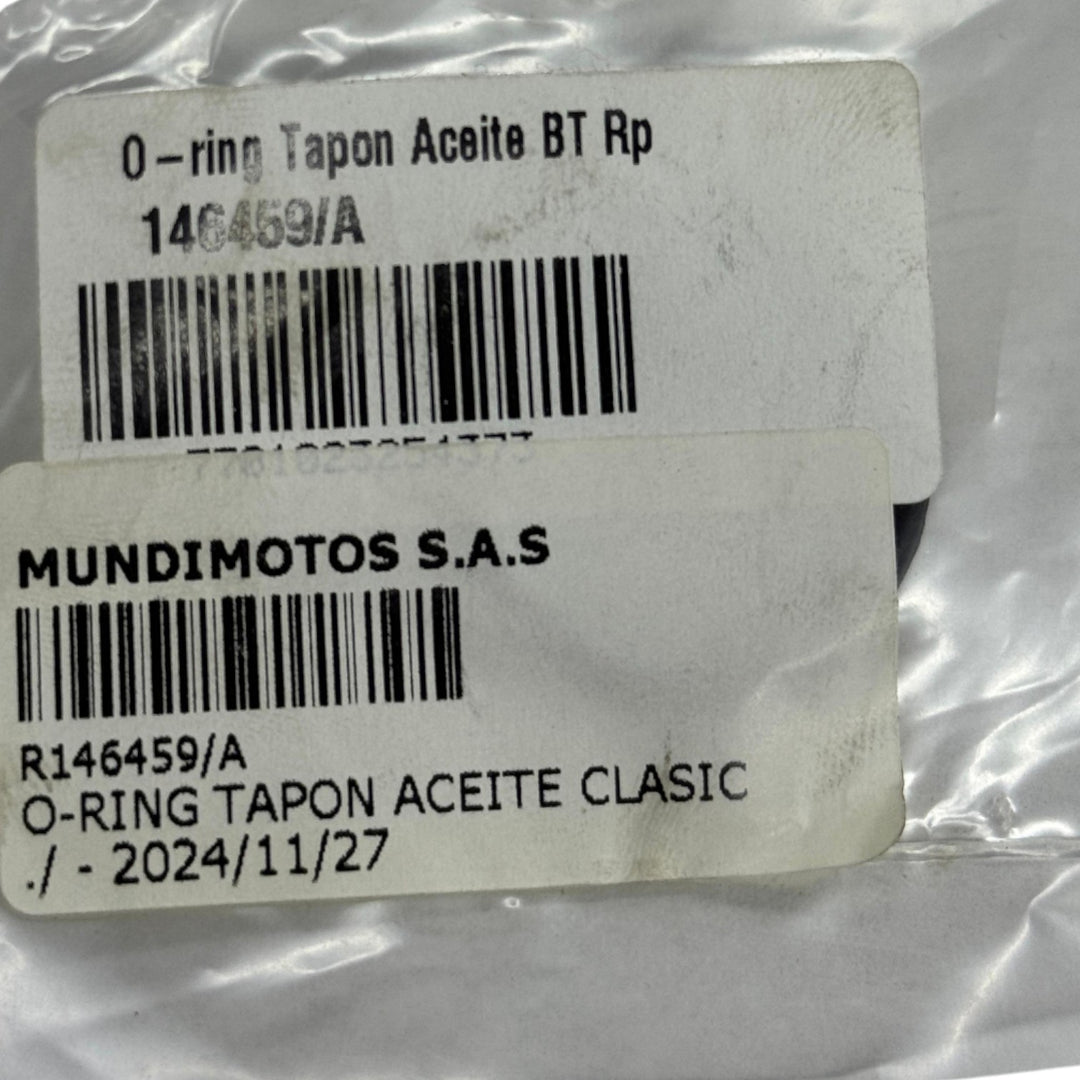 O-ring Tapon Aceite BT Rp
146459/A
MUNDIMOTOS S.A.S
R146459/A
O-RING TAPON ACEITE CLASIC
./ - 2024/11/27